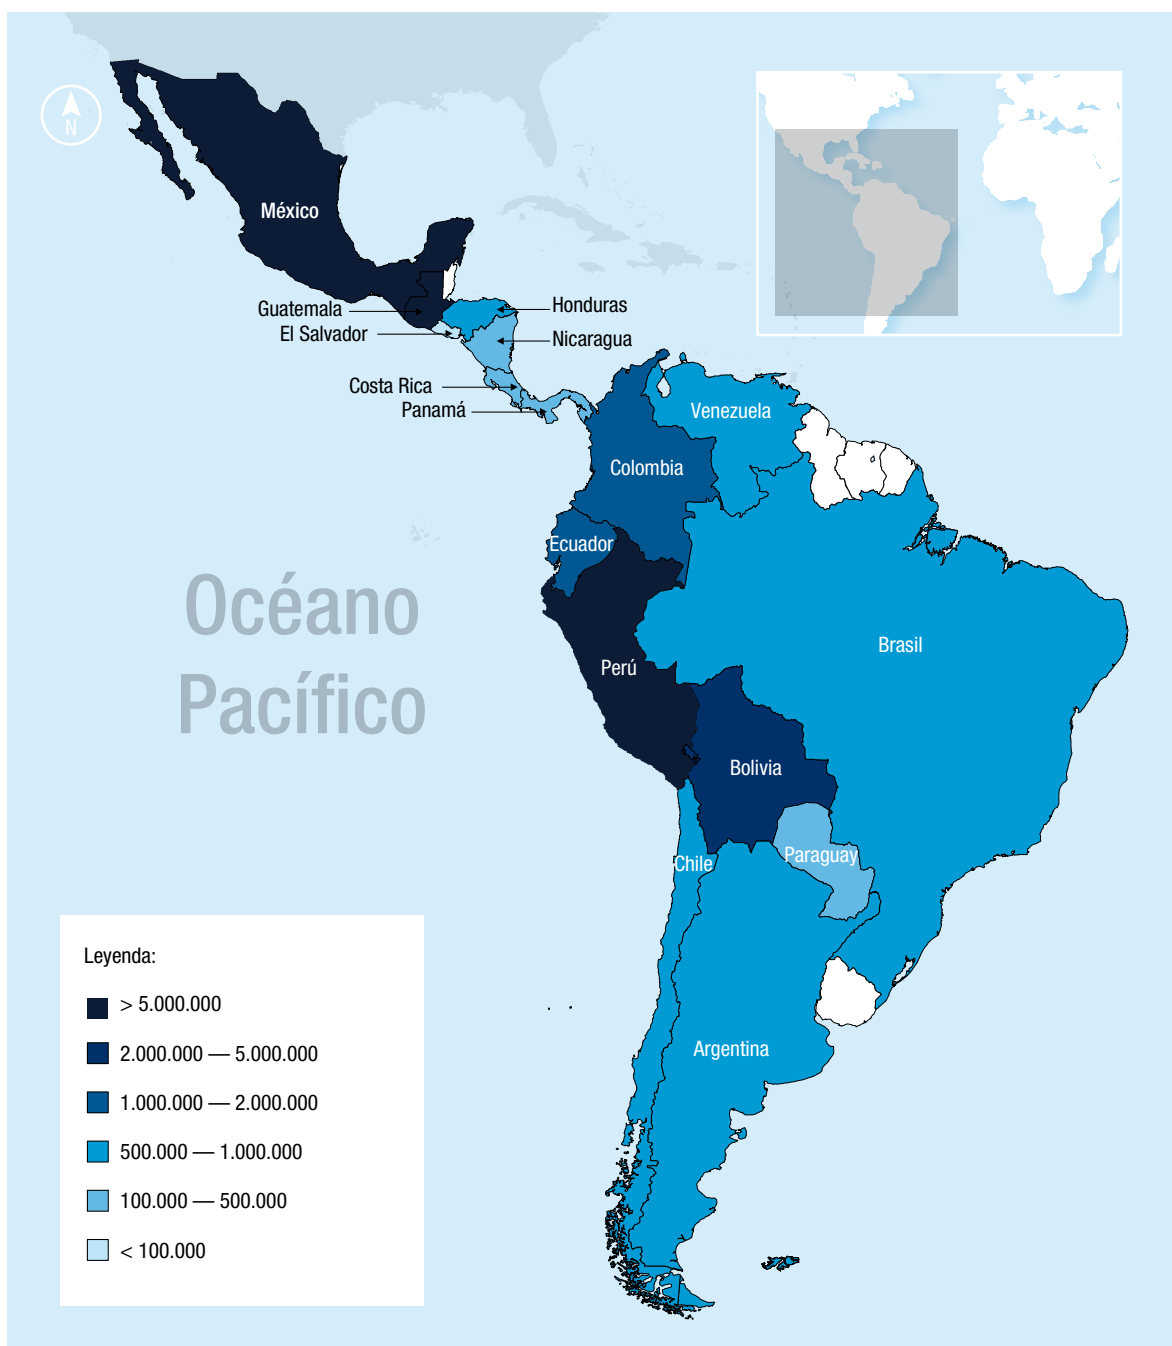 N
México
Guatemala
Honduras
El Salvador
Nicaragua
Costa Rica
Panamá
Venezuela
Colombia
Ecuador
Océano
Pacífico
Brasil
Perú
Bolivia
Paraguay
Chile
Argentina
Leyenda:
> 5.000.000
2.000.000 — 5.000.000
1.000.000 — 2.000.000
500.000 — 1.000.000
100.000 — 500.000
< 100.000